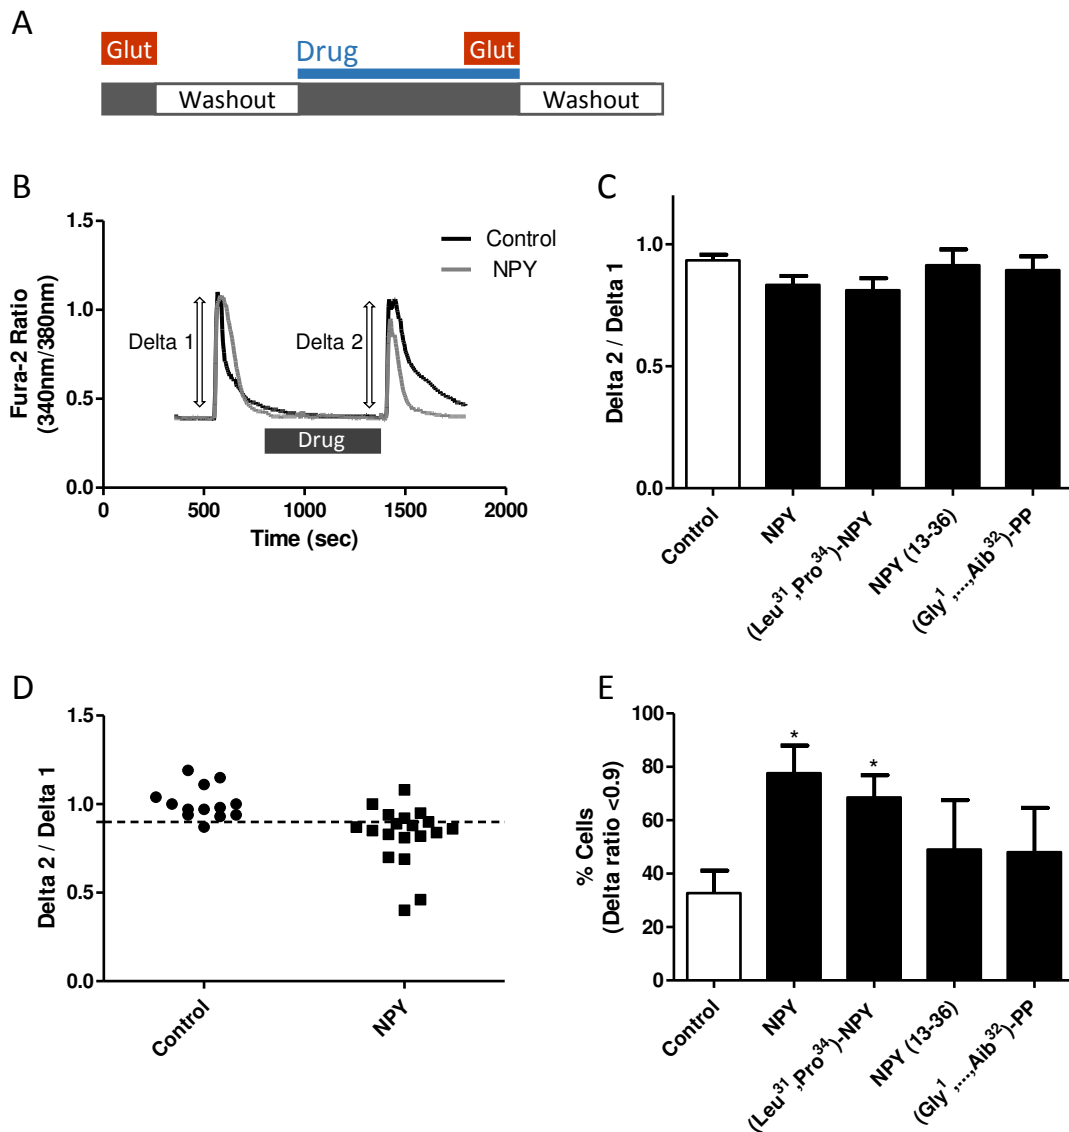 A
Glut
Drug
Glut
Washout
Washout
B
1.5
1.0
0.5
0.0
Fura-2 Ratio
(340nm/380nm)
Control
NPY
Delta 1
Delta 2
Drug
0
500
1000
1500
2000
Time (sec)
C
1.0
0.5
0.0
Delta 2 / Delta 1
Control
NPY
(Leu³¹,Pro³⁴)-NPY
NPY (13-36)
(Gly¹,...,Aib³²)-PP
D
1.5
1.0
0.5
0.0
Delta 2 / Delta 1
Control
NPY
E
100
80
60
40
20
0
% Cells
(Delta ratio <0.9)
*
*
Control
NPY
(Leu³¹,Pro³⁴)-NPY
NPY (13-36)
(Gly¹,...,Aib³²)-PP